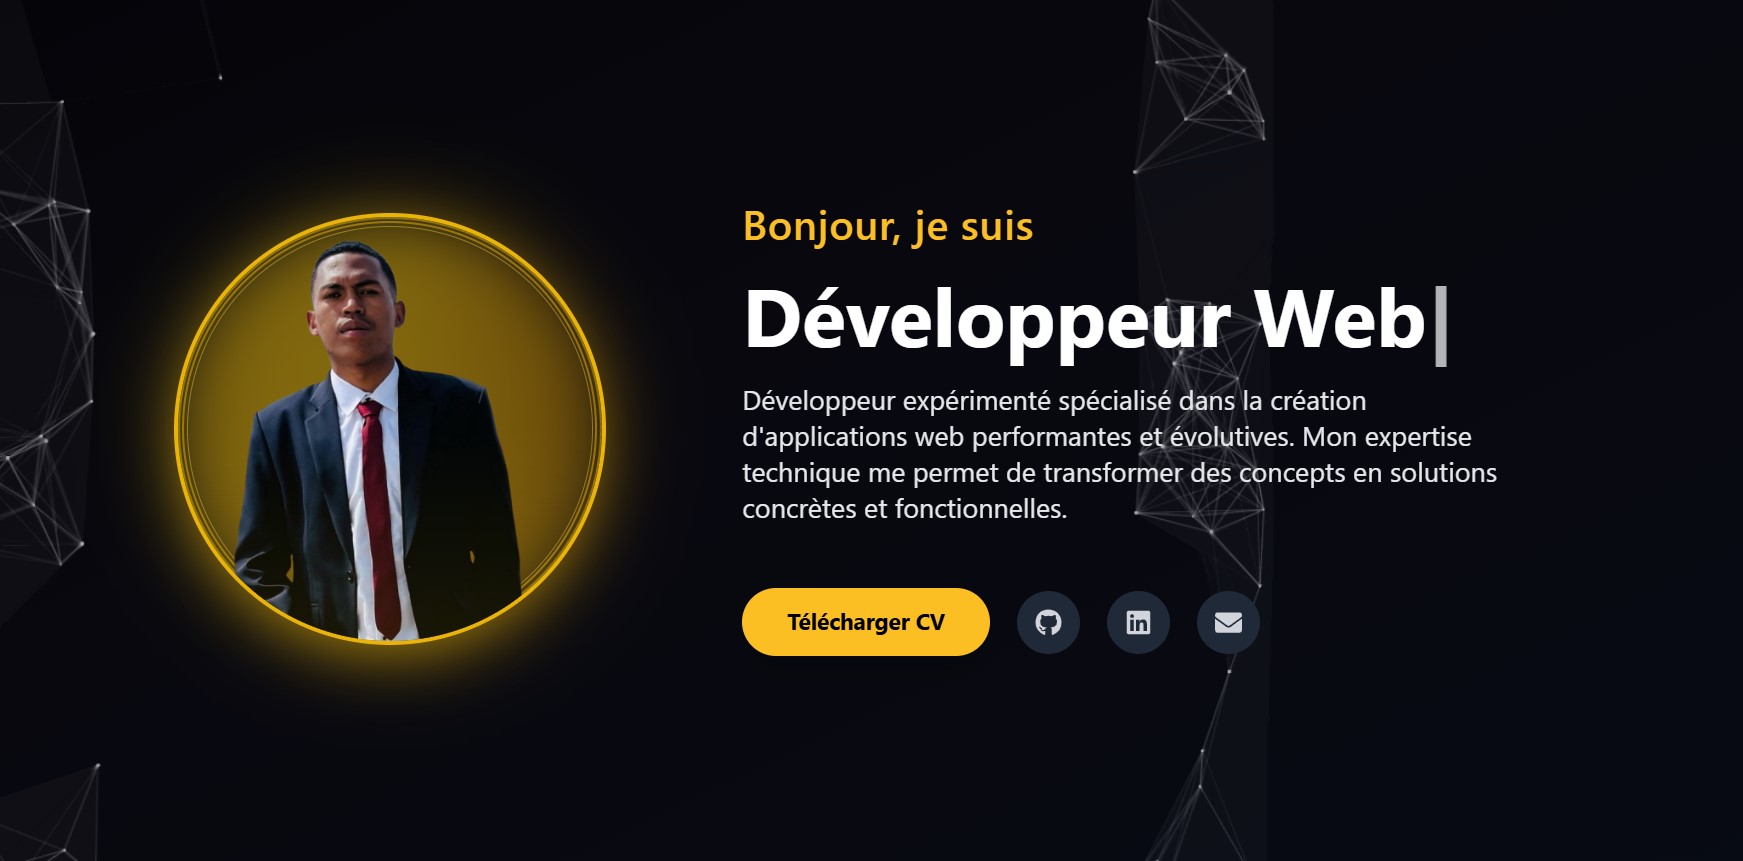 Bonjour, je suis
Développeur Web|
Développeur expérimenté spécialisé dans la création
d'applications web performantes et évolutives. Mon expertise
technique me permet de transformer des concepts en solutions
concrètes et fonctionnelles.
Télécharger CV